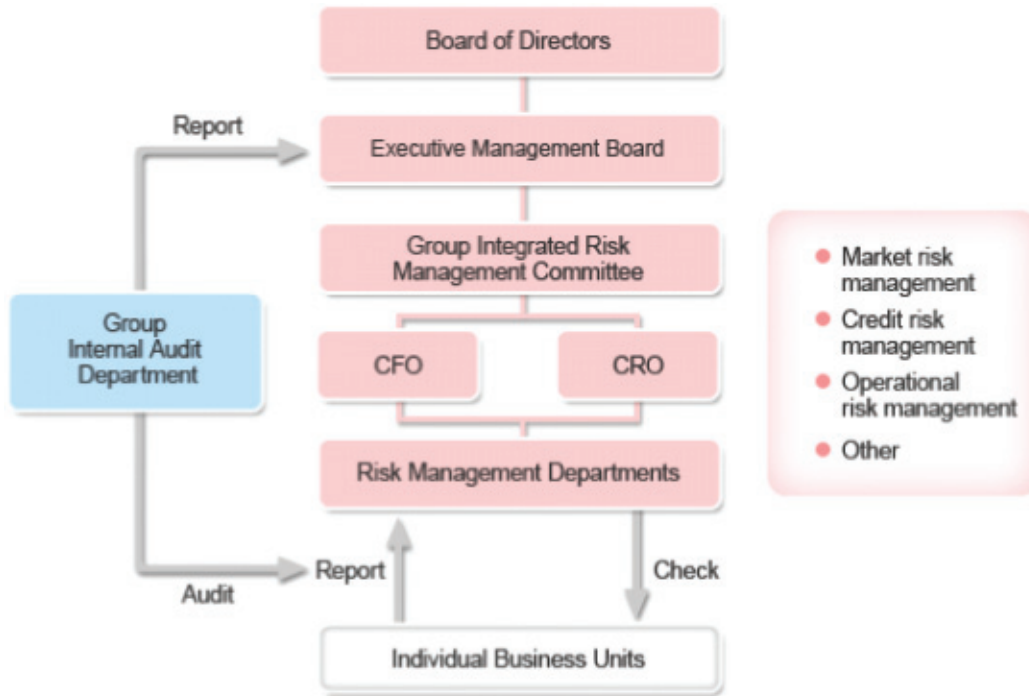 Board of Directors
Report
Executive Management Board
Group Integrated Risk
Management Committee
Group
Internal Audit
Department
CFO
CRO
Risk Management Departments
Audit
Report
Check
Individual Business Units
Market risk
management
Credit risk
management
Operational
risk management
Other